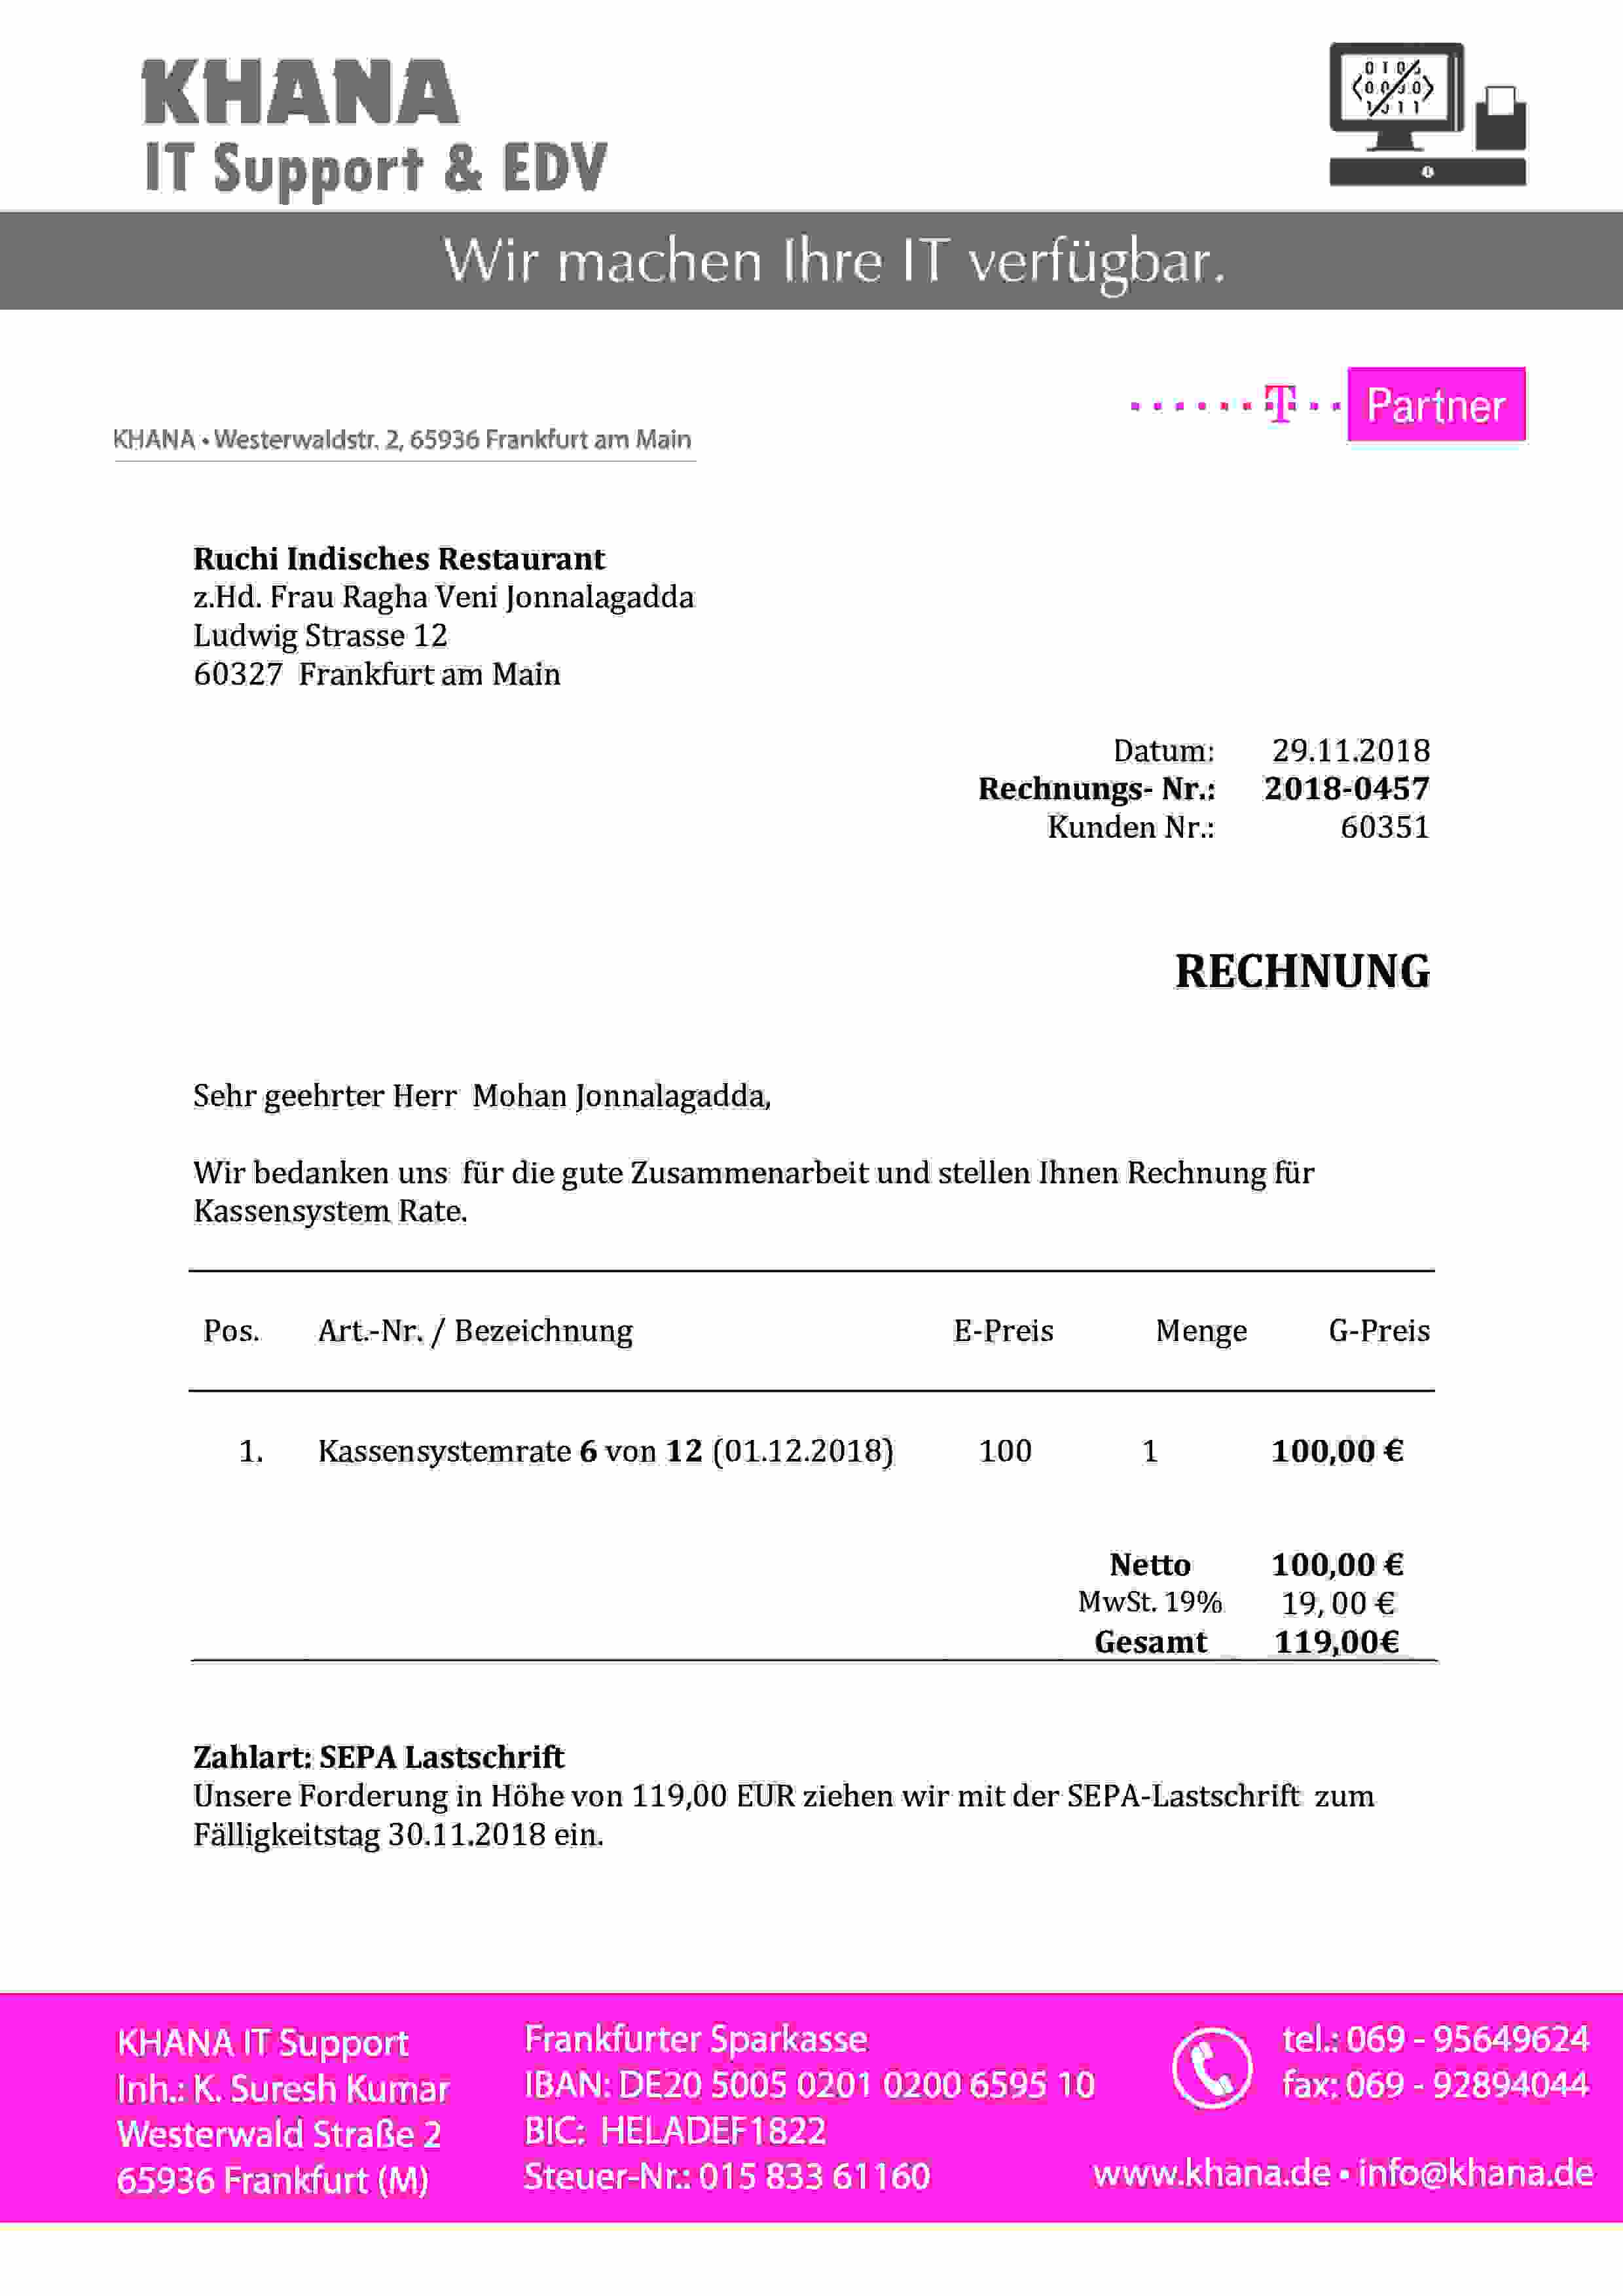 KHANA
IT Support & EDV
Wir machen Ihre IT verfügbar.
T Partner
KHANA • Westerwaldstr. 2, 65936 Frankfurt am Main
Ruchi Indisches Restaurant
z.Hd. Frau Ragha Veni Jonnalagadda
Ludwig Strasse 12
60327 Frankfurt am Main
Datum: 29.11.2018
Rechnungs- Nr.: 2018-0457
Kunden Nr.: 60351
RECHNUNG
Sehr geehrter Herr Mohan Jonnalagadda,
Wir bedanken uns für die gute Zusammenarbeit und stellen Ihnen Rechnung für
Kassensystem Rate.
Pos. Art.-Nr. / Bezeichnung E-Preis Menge G-Preis
1. Kassensystemrate 6 von 12 (01.12.2018) 100 1 100,00 €
Netto 100,00 €
MwSt. 19% 19, 00 €
Gesamt 119,00€
Zahlart: SEPA Lastschrift
Unsere Forderung in Höhe von 119,00 EUR ziehen wir mit der SEPA-Lastschrift zum
Fälligkeitstag 30.11.2018 ein.
KHANA IT Support
Inh.: K. Suresh Kumar
Westerwald Straße 2
65936 Frankfurt (M)
Frankfurter Sparkasse
IBAN: DE20 5005 0201 0200 6595 10
BIC: HELADEF1822
Steuer-Nr.: 015 833 61160
tel.: 069 - 95649624
fax: 069 - 92894044
www.khana.de • info@khana.de